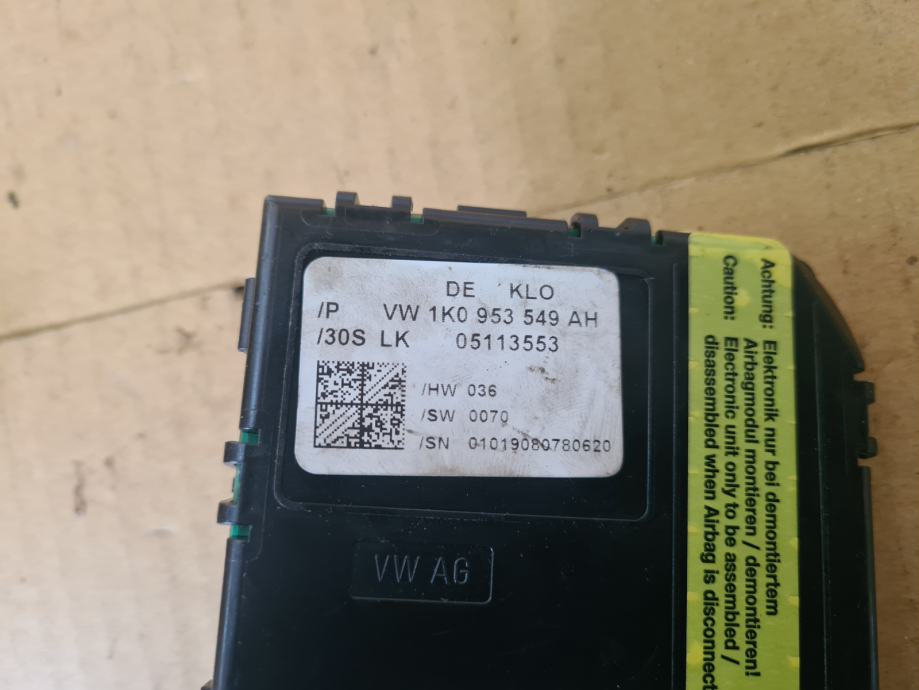 DE KLO
/P VW 1K0 953 549 AH
/30S LK 05113553
/HW 036
/SW 0070
/SN 01019080780620
VW AG
Achtung: Elektronik nur bei demontiertem
Airbagmodul montieren / demontieren!
Caution: Electronic unit only to be assembled /
disassembled when Airbag is disconnect